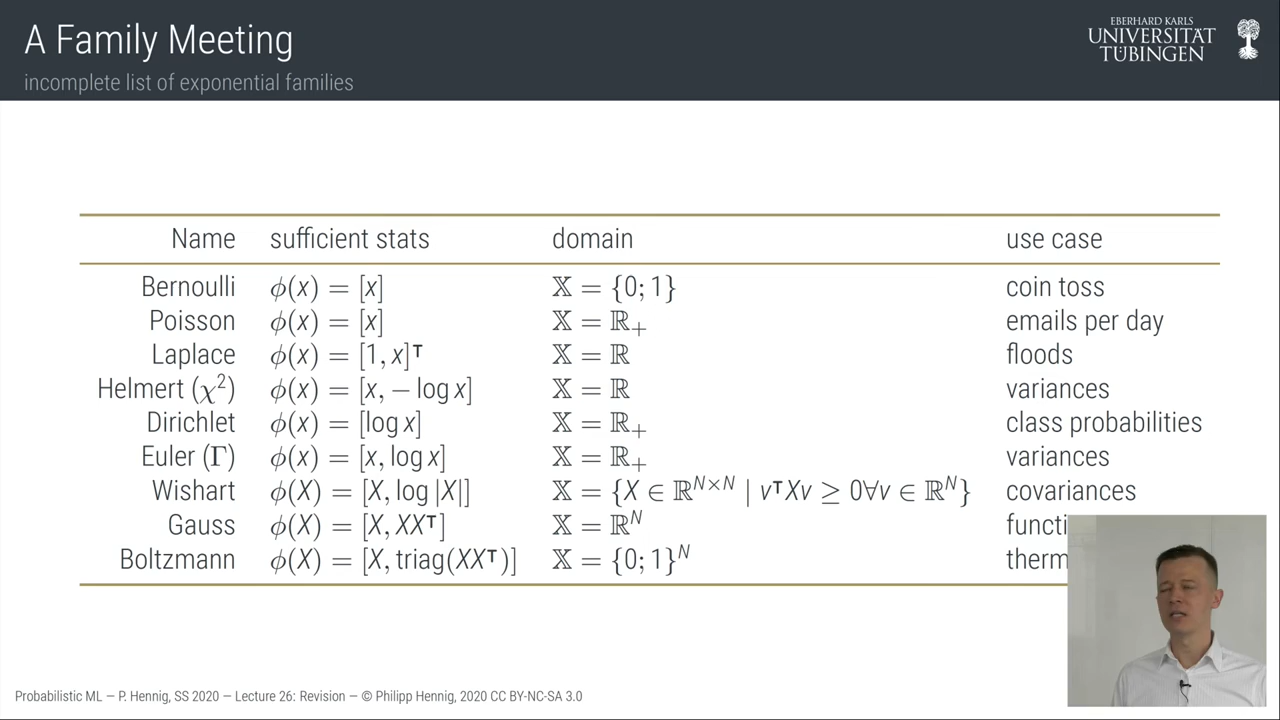 A Family Meeting
incomplete list of exponential families
EBERHARD KARLS
UNIVERSITÄT
TÜBINGEN
Name sufficient stats domain use case
Bernoulli ϕ(x) = [x] 𝕏 = {0; 1} coin toss
Poisson ϕ(x) = [x] 𝕏 = ℝ₊ emails per day
Laplace ϕ(x) = [1, x]ᵀ 𝕏 = ℝ floods
Helmert (χ²) ϕ(x) = [x, − log x] 𝕏 = ℝ variances
Dirichlet ϕ(x) = [log x] 𝕏 = ℝ₊ class probabilities
Euler (Γ) ϕ(x) = [x, log x] 𝕏 = ℝ₊ variances
Wishart ϕ(X) = [X, log |X|] 𝕏 = {X ∈ ℝᴺˣᴺ | vᵀXv ≥ 0∀v ∈ ℝᴺ} covariances
Gauss ϕ(X) = [X, XXᵀ] 𝕏 = ℝᴺ
Boltzmann ϕ(X) = [X, triag(XXᵀ)] 𝕏 = {0; 1}ᴺ
Probabilistic ML — P. Hennig, SS 2020 — Lecture 26: Revision — © Philipp Hennig, 2020 CC BY-NC-SA 3.0